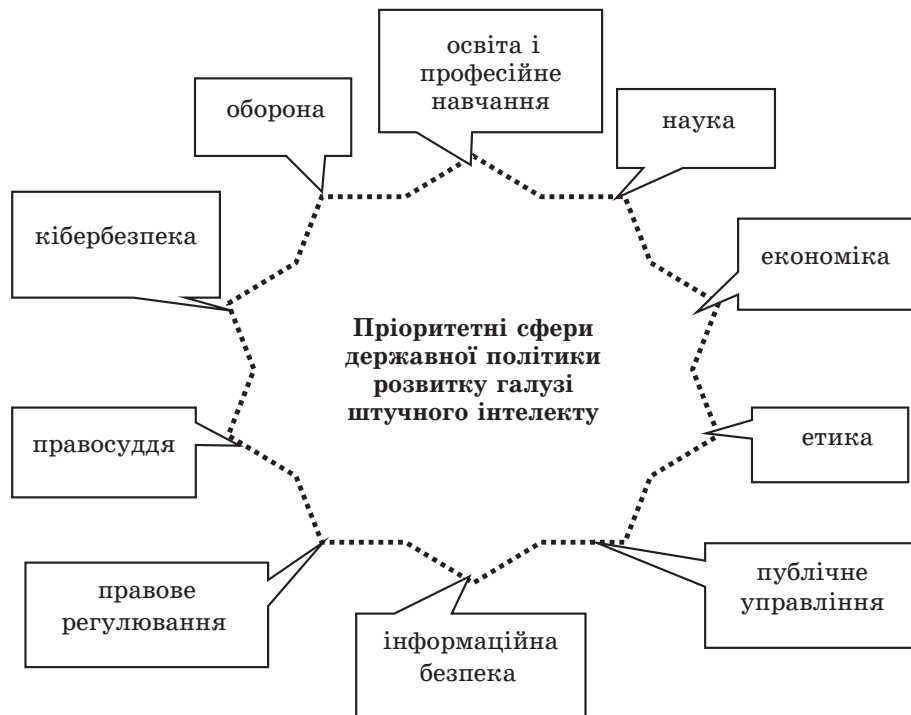 освіта і
професійне
навчання
оборона
наука
кібербезпека
економіка
Пріоритетні сфери
державної політики
розвитку галузі
штучного інтелекту
правосуддя
етика
правове
регулювання
інформаційна
безпека
публічне
управління